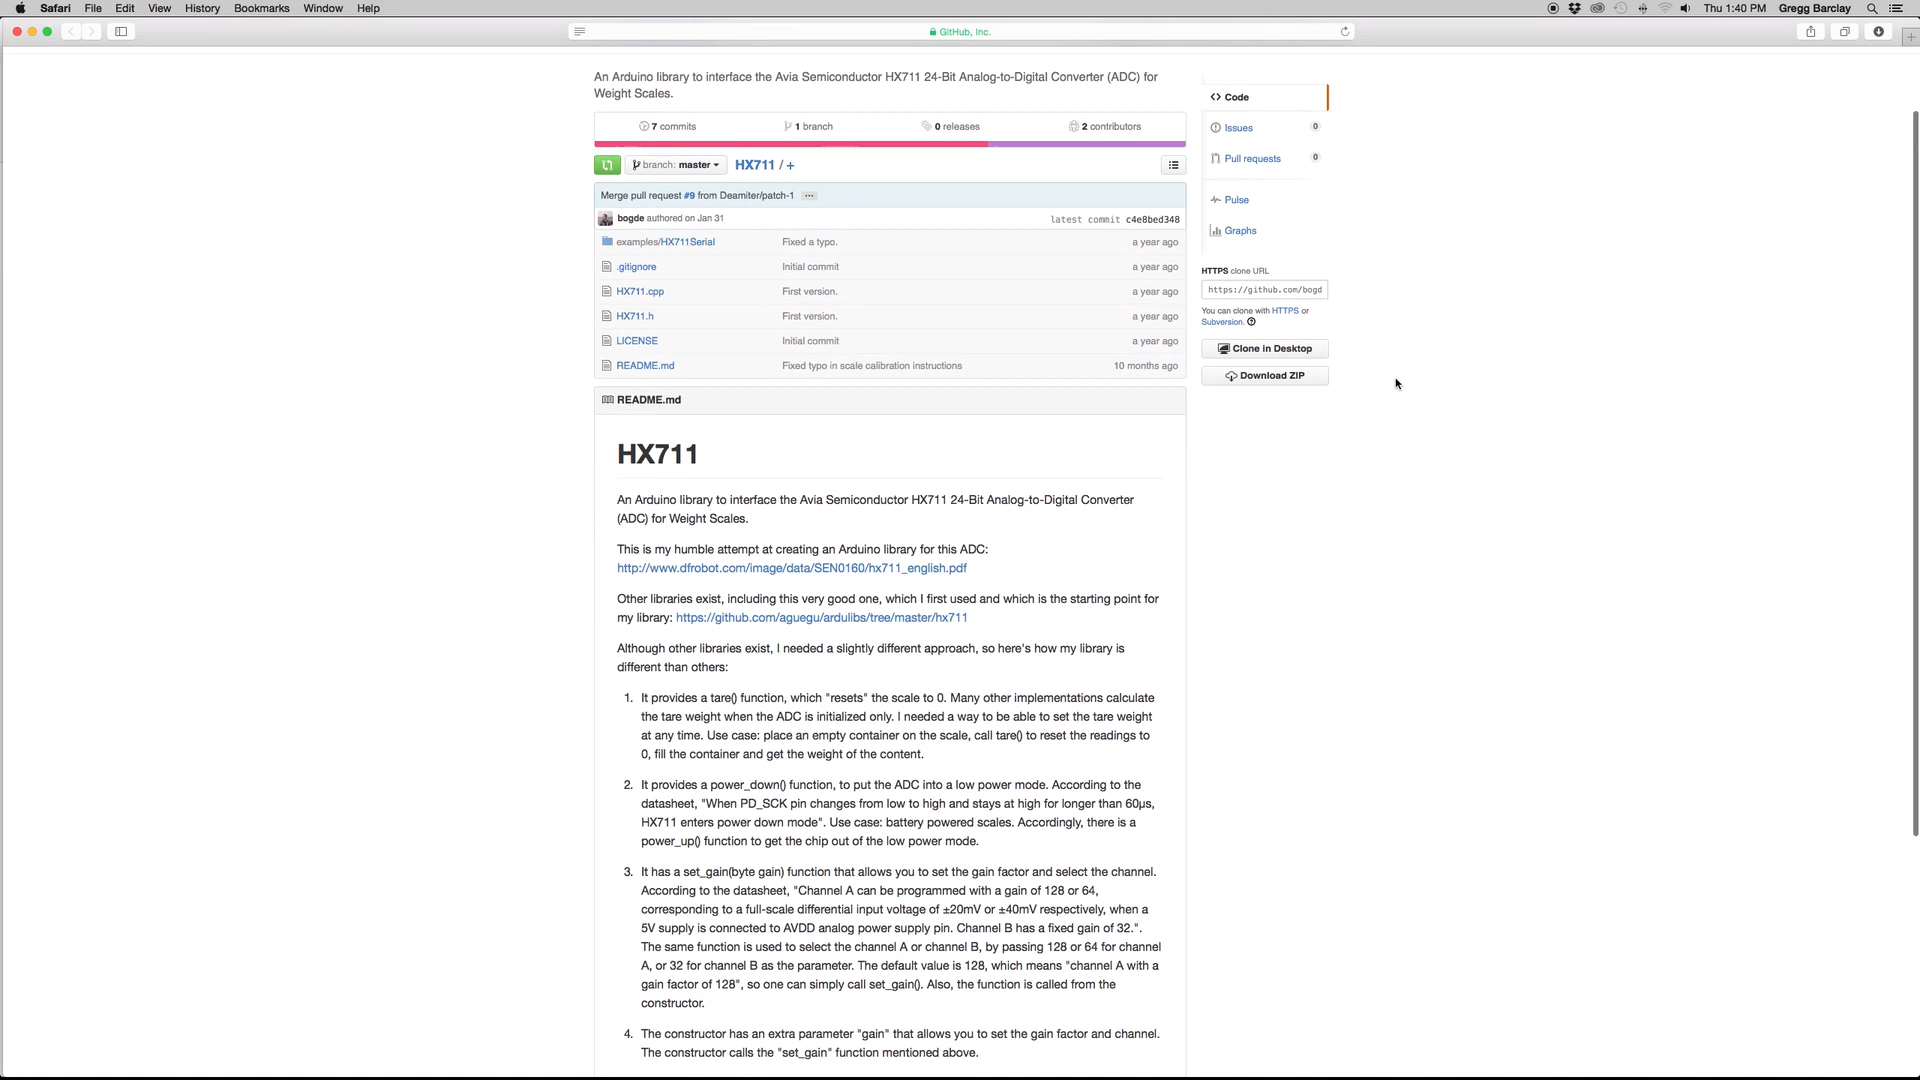 Safari File Edit View History Bookmarks Window Help Thu 1:40 PM Gregg Barclay
GitHub, Inc.
An Arduino library to interface the Avia Semiconductor HX711 24-Bit Analog-to-Digital Converter (ADC) for
Weight Scales.
7 commits 1 branch 0 releases 2 contributors
branch: master HX711 / +
Merge pull request #9 from Deamiter/patch-1 ...
bogde authored on Jan 31 latest commit c4e8bed348
examples/HX711Serial Fixed a typo. a year ago
.gitignore Initial commit a year ago
HX711.cpp First version. a year ago
HX711.h First version. a year ago
LICENSE Initial commit a year ago
README.md Fixed typo in scale calibration instructions 10 months ago
README.md
HX711
An Arduino library to interface the Avia Semiconductor HX711 24-Bit Analog-to-Digital Converter
(ADC) for Weight Scales.
This is my humble attempt at creating an Arduino library for this ADC:
http://www.dfrobot.com/image/data/SEN0160/hx711_english.pdf
Other libraries exist, including this very good one, which I first used and which is the starting point for
my library: https://github.com/aguegu/ardulibs/tree/master/hx711
Although other libraries exist, I needed a slightly different approach, so here's how my library is
different than others:
1. It provides a tare() function, which "resets" the scale to 0. Many other implementations calculate
the tare weight when the ADC is initialized only. I needed a way to be able to set the tare weight
at any time. Use case: place an empty container on the scale, call tare() to reset the readings to
0, fill the container and get the weight of the content.
2. It provides a power_down() function, to put the ADC into a low power mode. According to the
datasheet, "When PD_SCK pin changes from low to high and stays at high for longer than 60μs,
HX711 enters power down mode". Use case: battery powered scales. Accordingly, there is a
power_up() function to get the chip out of the low power mode.
3. It has a set_gain(byte gain) function that allows you to set the gain factor and select the channel.
According to the datasheet, "Channel A can be programmed with a gain of 128 or 64,
corresponding to a full-scale differential input voltage of ±20mV or ±40mV respectively, when a
5V supply is connected to AVDD analog power supply pin. Channel B has a fixed gain of 32.".
The same function is used to select the channel A or channel B, by passing 128 or 64 for channel
A, or 32 for channel B as the parameter. The default value is 128, which means "channel A with a
gain factor of 128", so one can simply call set_gain(). Also, the function is called from the
constructor.
4. The constructor has an extra parameter "gain" that allows you to set the gain factor and channel.
The constructor calls the "set_gain" function mentioned above.
Code
Issues 0
Pull requests 0
Pulse
Graphs
HTTPS clone URL
https://github.com/bogd
You can clone with HTTPS or
Subversion.
Clone in Desktop
Download ZIP